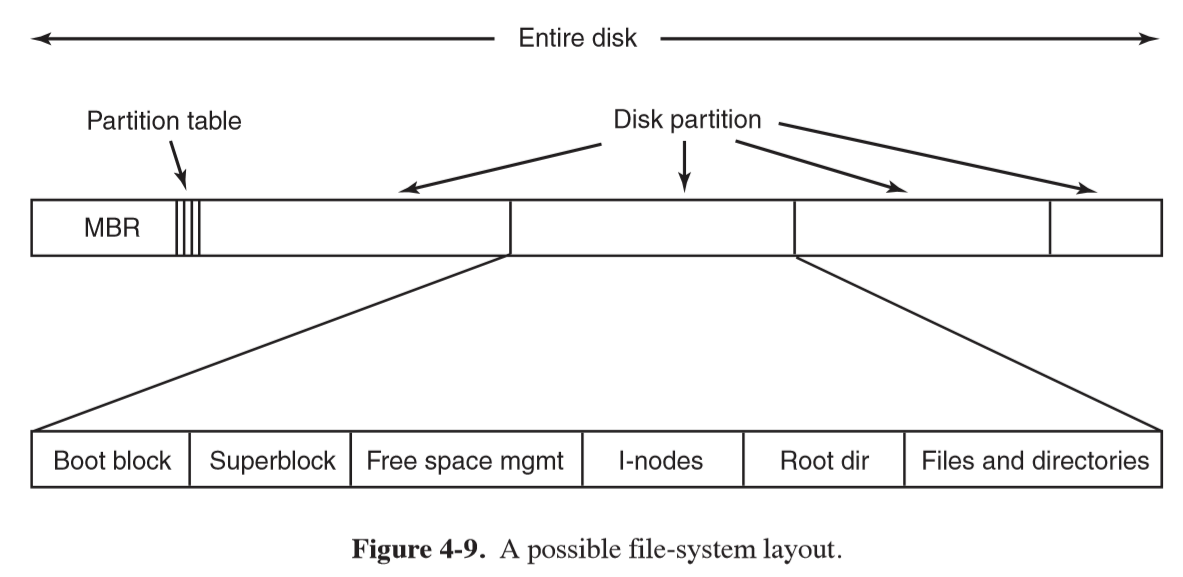 Entire disk
Partition table
Disk partition
MBR
Boot block
Superblock
Free space mgmt
I-nodes
Root dir
Files and directories
Figure 4-9. A possible file-system layout.